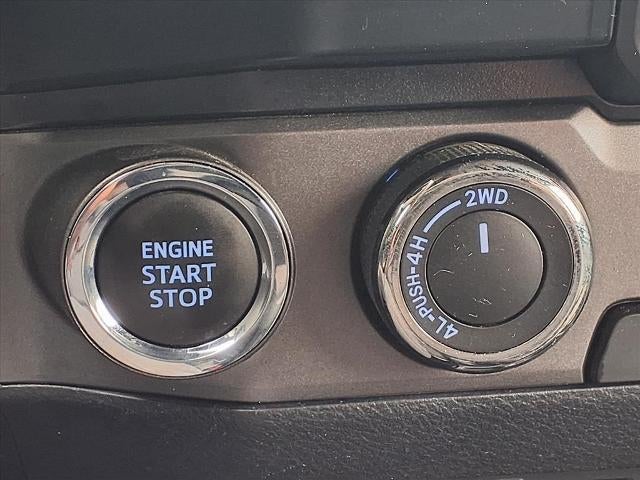 ENGINE
START
STOP
2WD
4L-PUSH-4H